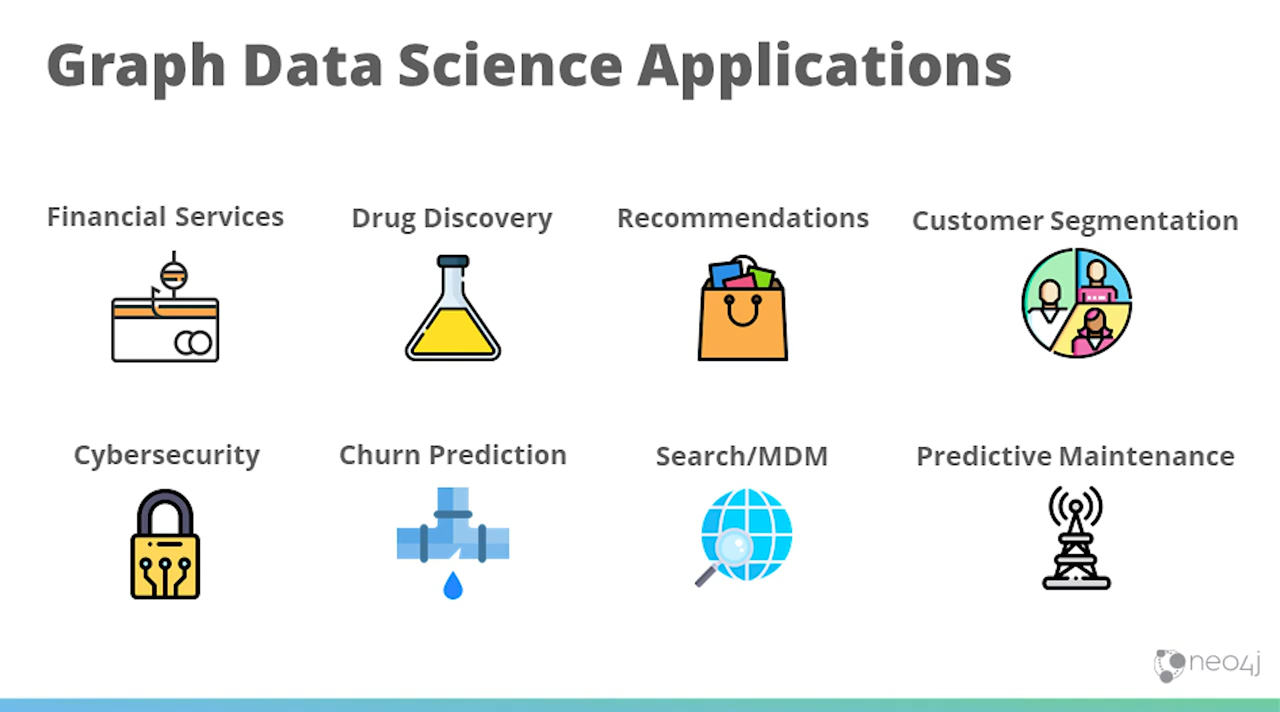 Graph Data Science Applications
Financial Services
Drug Discovery
Recommendations
Customer Segmentation
Cybersecurity
Churn Prediction
Search/MDM
Predictive Maintenance
neo4j